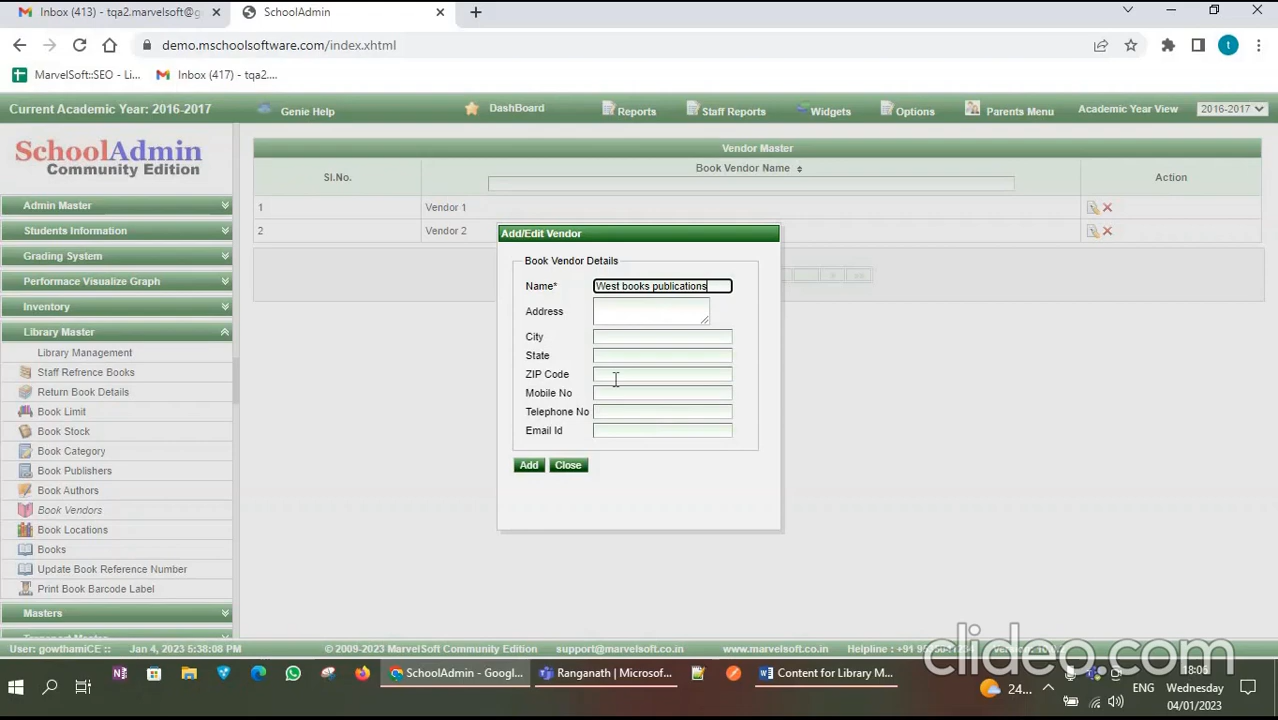 Inbox (413) - tqa2.marvelsoft@g
SchoolAdmin
demo.mschoolsoftware.com/index.xhtml
t
MarvelSoft::SEO - Li...
Inbox (417) - tqa2....
Current Academic Year: 2016-2017
Genie Help
DashBoard
Reports
Staff Reports
Widgets
Options
Parents Menu
Academic Year View
2016-2017
SchoolAdmin
Community Edition
Admin Master
Students Information
Grading System
Performace Visualize Graph
Inventory
Library Master
Library Management
Staff Refrence Books
Return Book Details
Book Limit
Book Stock
Book Category
Book Publishers
Book Authors
Book Vendors
Book Locations
Books
Update Book Reference Number
Print Book Barcode Label
Masters
Vendor Master
Sl.No.
Book Vendor Name
Action
1
Vendor 1
2
Vendor 2
Add/Edit Vendor
Book Vendor Details
Name*
West books publications
Address
City
State
ZIP Code
Mobile No
Telephone No
Email Id
Add
Close
User: gowthamiCE :: Jan 4, 2023 5:38:08 PM
© 2009-2023 MarvelSoft Education ERP
support@marvelsoft.co.in
www.marvelsoft.co.in
Helpline : +91
clideo.com
SchoolAdmin - Googl...
Ranganath | Microsof...
Content for Library M...
24...
ENG
18:06
Wednesday
04/01/2023